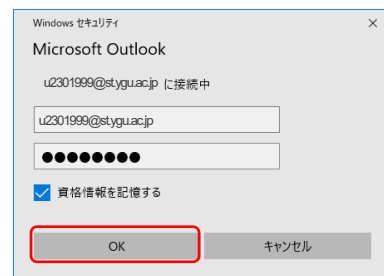 Windows セキュリティ
Microsoft Outlook
u2301999@st.ygu.ac.jp に接続中
u2301999@st.ygu.ac.jp
●●●●●●●●
資格情報を記憶する
OK
キャンセル